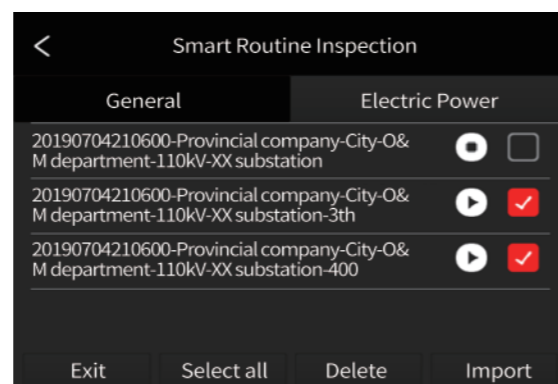 Smart Routine Inspection
General Electric Power
20190704210600-Provincial company-City-O&
M department-110kV-XX substation
20190704210600-Provincial company-City-O&
M department-110kV-XX substation-3th
20190704210600-Provincial company-City-O&
M department-110kV-XX substation-400
Exit Select all Delete Import